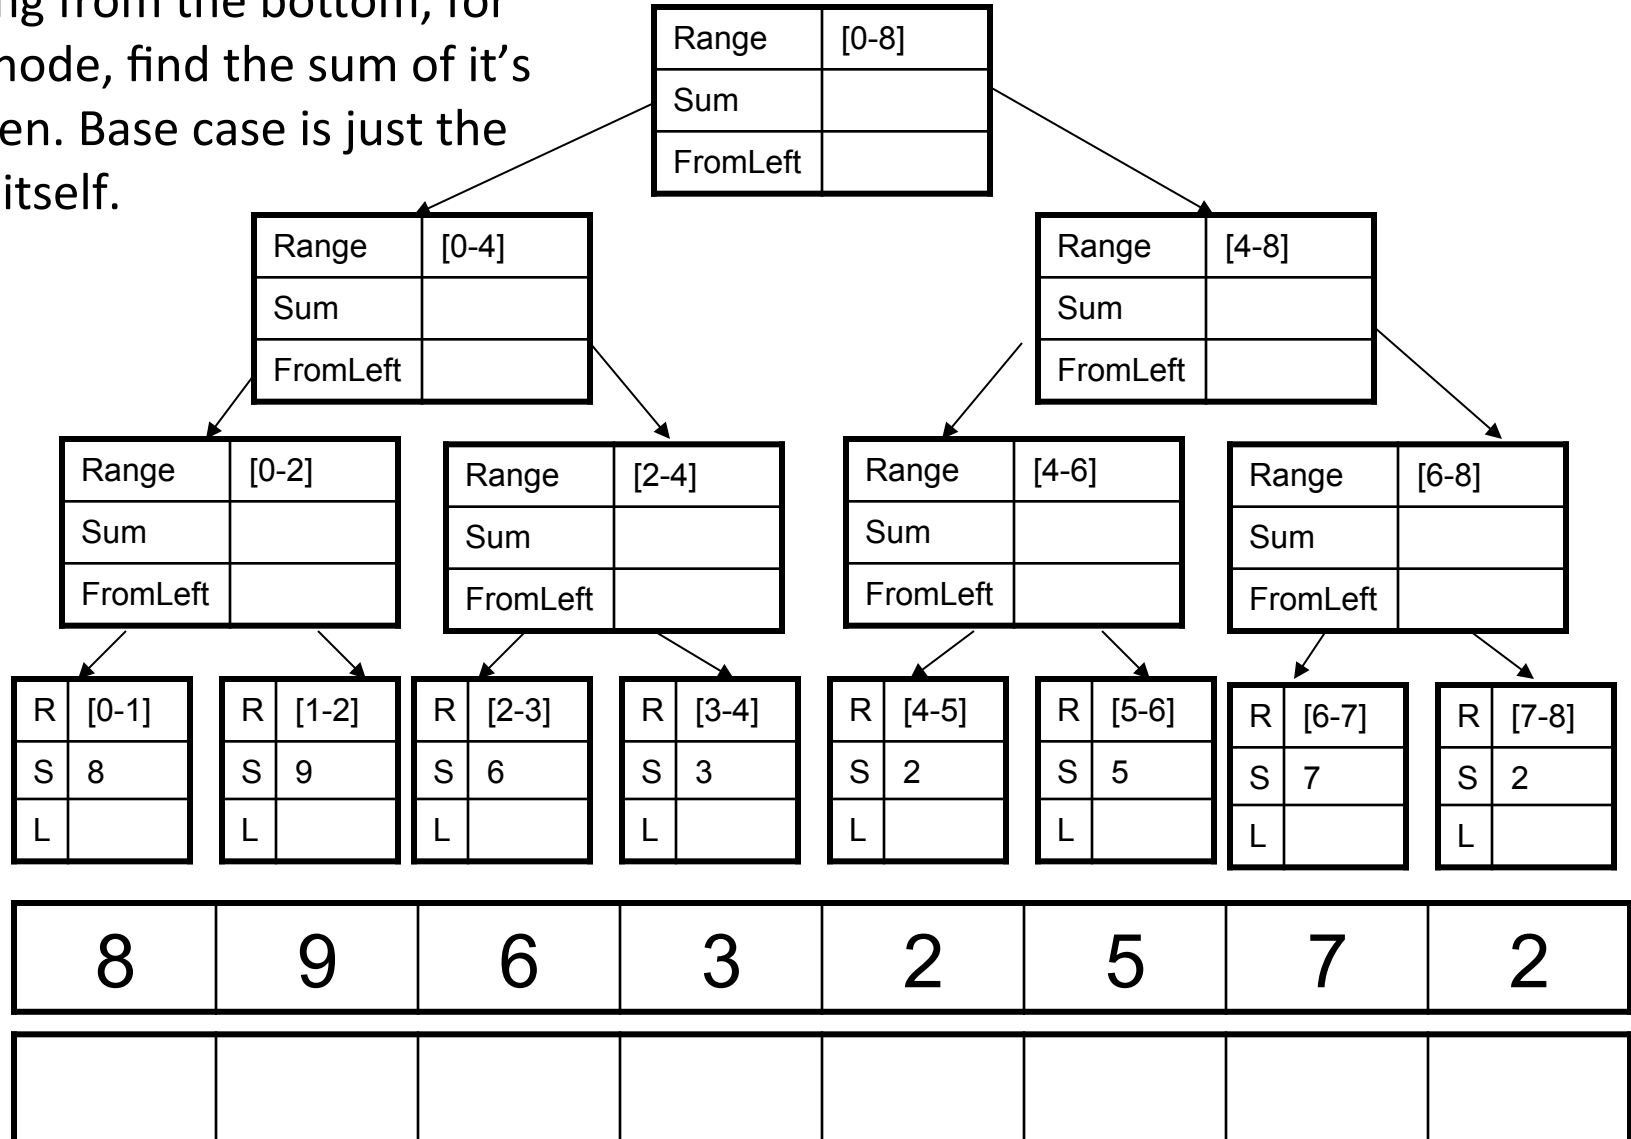 ng from the bottom, for
node, find the sum of it’s
en. Base case is just the
itself.
Range [0-8]
Sum
FromLeft
Range [0-4]
Sum
FromLeft
Range [4-8]
Sum
FromLeft
Range [0-2]
Sum
FromLeft
Range [2-4]
Sum
FromLeft
Range [4-6]
Sum
FromLeft
Range [6-8]
Sum
FromLeft
R [0-1]
S 8
L
R [1-2]
S 9
L
R [2-3]
S 6
L
R [3-4]
S 3
L
R [4-5]
S 2
L
R [5-6]
S 5
L
R [6-7]
S 7
L
R [7-8]
S 2
L
8 9 6 3 2 5 7 2